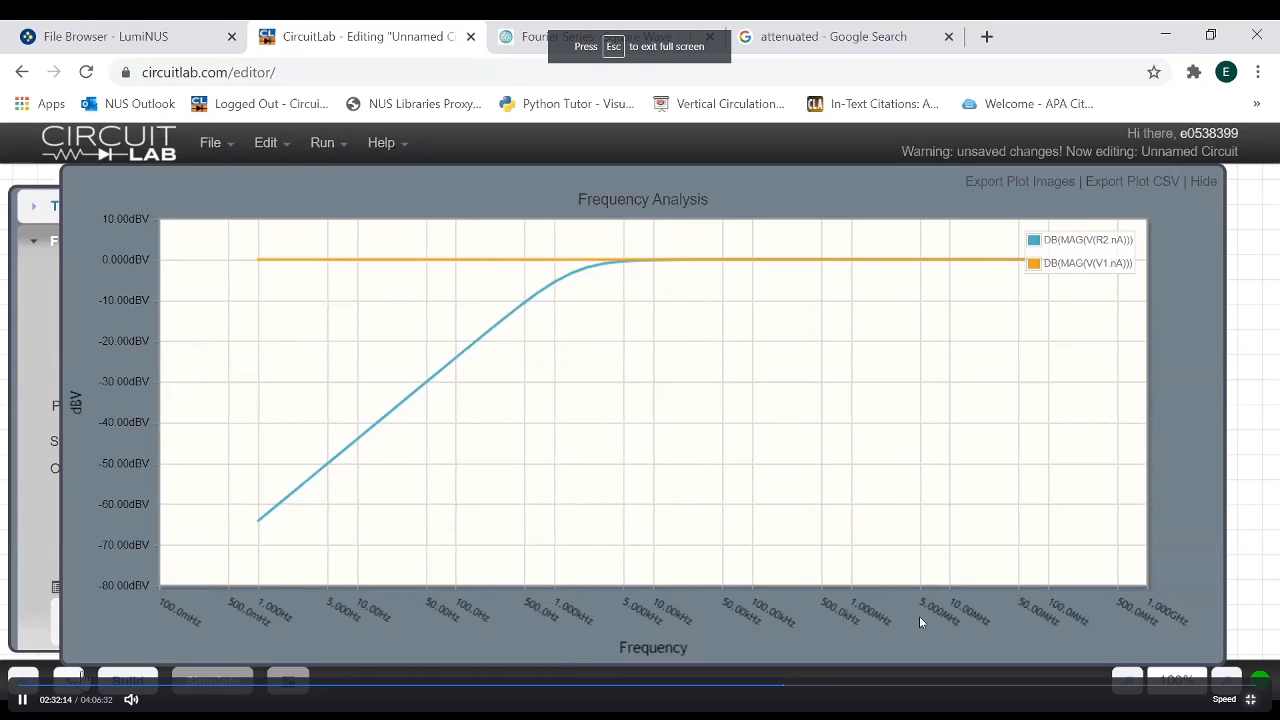 File Browser - LumiNUS
CircuitLab - Editing "Unnamed C
attenuated - Google Search
Press Esc to exit full screen
circuitlab.com/editor/
E
Apps
NUS Outlook
Logged Out - Circui...
NUS Libraries Proxy...
Python Tutor - Visu...
Vertical Circulation...
In-Text Citations: A...
Welcome - APA Cit...
»
CIRCUIT
LAB
File
Edit
Run
Help
Hi there, e0538399
Warning: unsaved changes! Now editing: Unnamed Circuit
Export Plot Images | Export Plot CSV | Hide
Frequency Analysis
DB(MAG(V(R2.nA)))
DB(MAG(V(V1.nA)))
10.00dBV
0.000dBV
-10.00dBV
-20.00dBV
-30.00dBV
-40.00dBV
-50.00dBV
-60.00dBV
-70.00dBV
-80.00dBV
dBV
100.0mHz
500.0mHz
1.000Hz
5.000Hz
10.00Hz
50.00Hz
100.0Hz
500.0Hz
1.000kHz
5.000kHz
10.00kHz
50.00kHz
100.00kHz
500.0kHz
1.000MHz
5.000MHz
10.00MHz
50.00MHz
100.0MHz
500.0MHz
1.000GHz
Frequency
Build
Simulate
100%
02:32:14 / 04:06:32
Speed